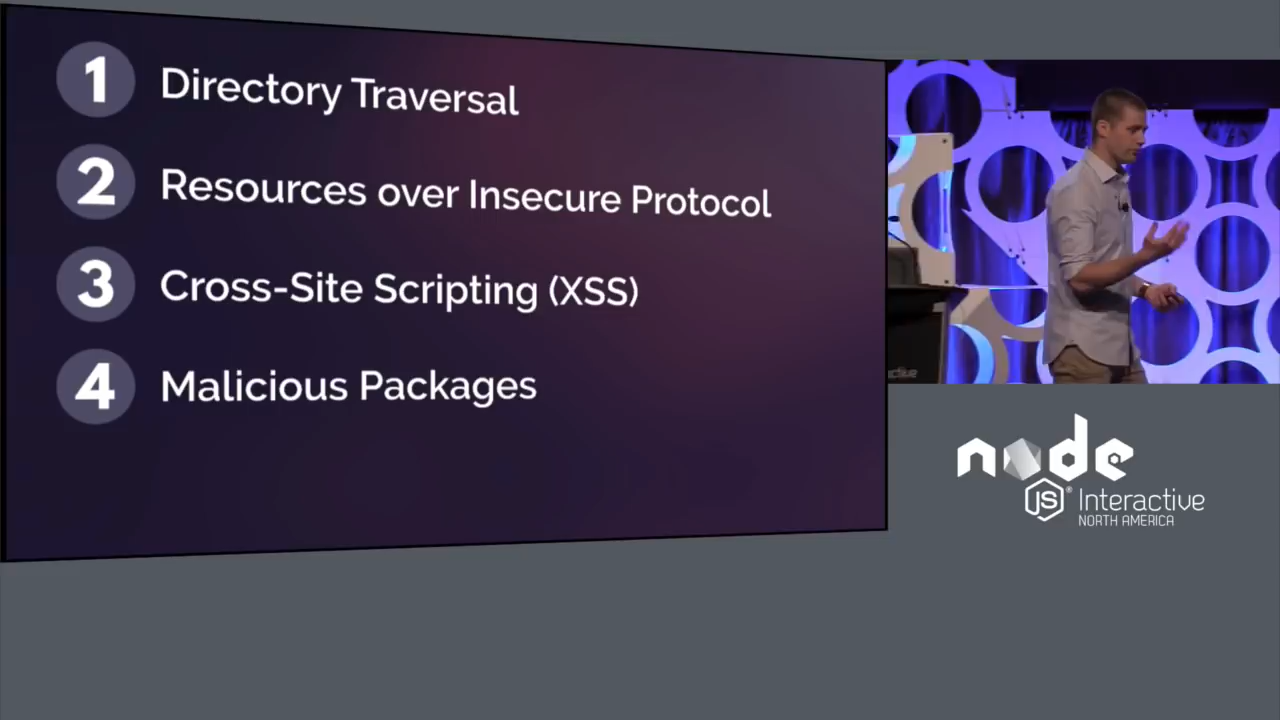 1 Directory Traversal
2 Resources over Insecure Protocol
3 Cross-Site Scripting (XSS)
4 Malicious Packages
node
JS® Interactive
NORTH AMERICA